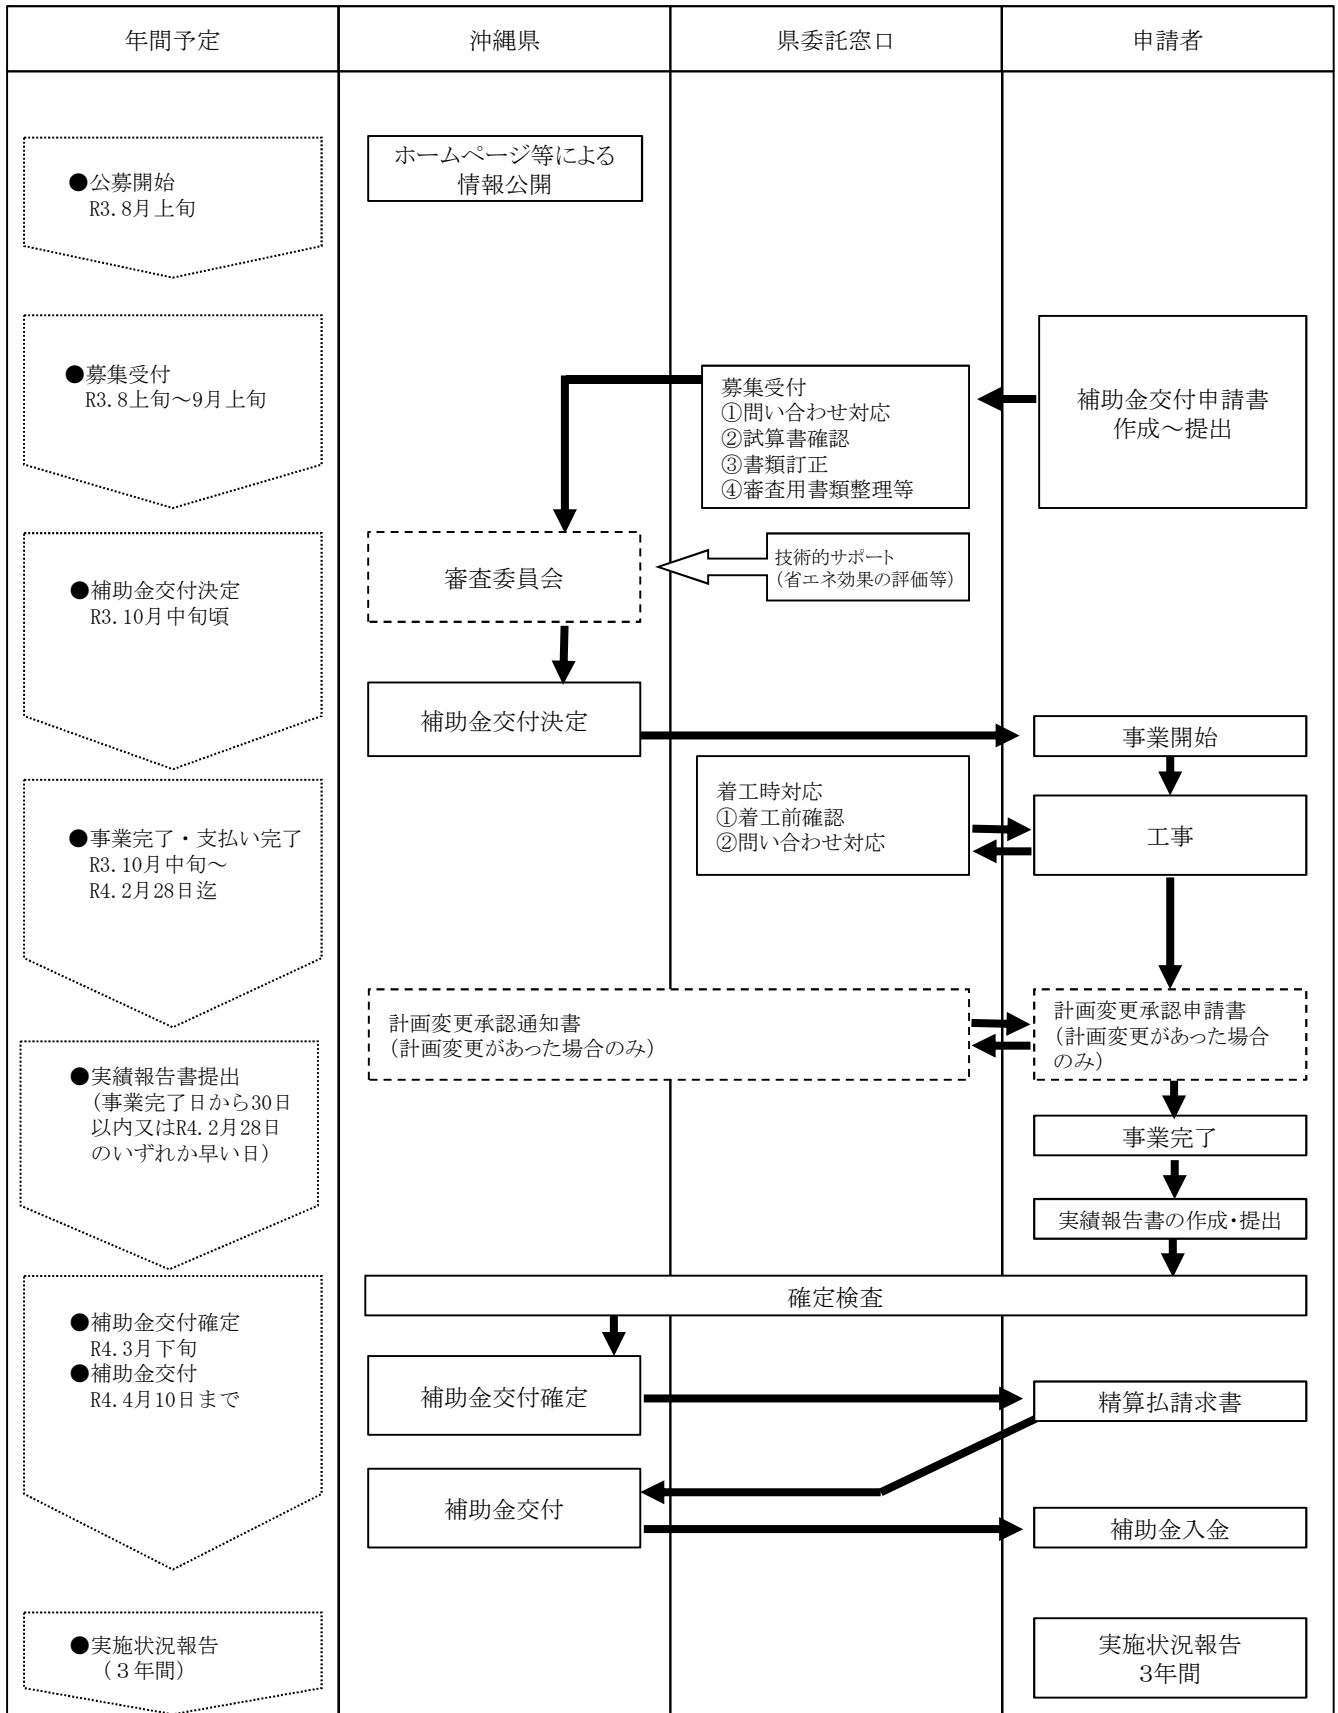 年間予定
沖縄県
県委託窓口
申請者
●公募開始
R3.8月上旬
ホームページ等による
情報公開
●募集受付
R3.8上旬～9月上旬
募集受付
①問い合わせ対応
②試算書確認
③書類訂正
④審査用書類整理等
補助金交付申請書
作成～提出
●補助金交付決定
R3.10月中旬頃
審査委員会
技術的サポート
（省エネ効果の評価等）
補助金交付決定
事業開始
●事業完了・支払い完了
R3.10月中旬～
R4.2月28日迄
着工時対応
①着工前確認
②問い合わせ対応
工事
計画変更承認通知書
（計画変更があった場合のみ）
計画変更承認申請書
（計画変更があった場合
のみ）
●実績報告書提出
（事業完了日から30日
以内又はR4.2月28日
のいずれか早い日）
事業完了
実績報告書の作成・提出
確定検査
●補助金交付確定
R4.3月下旬
●補助金交付
R4.4月10日まで
補助金交付確定
精算払請求書
補助金交付
補助金入金
●実施状況報告
（３年間）
実施状況報告
3年間